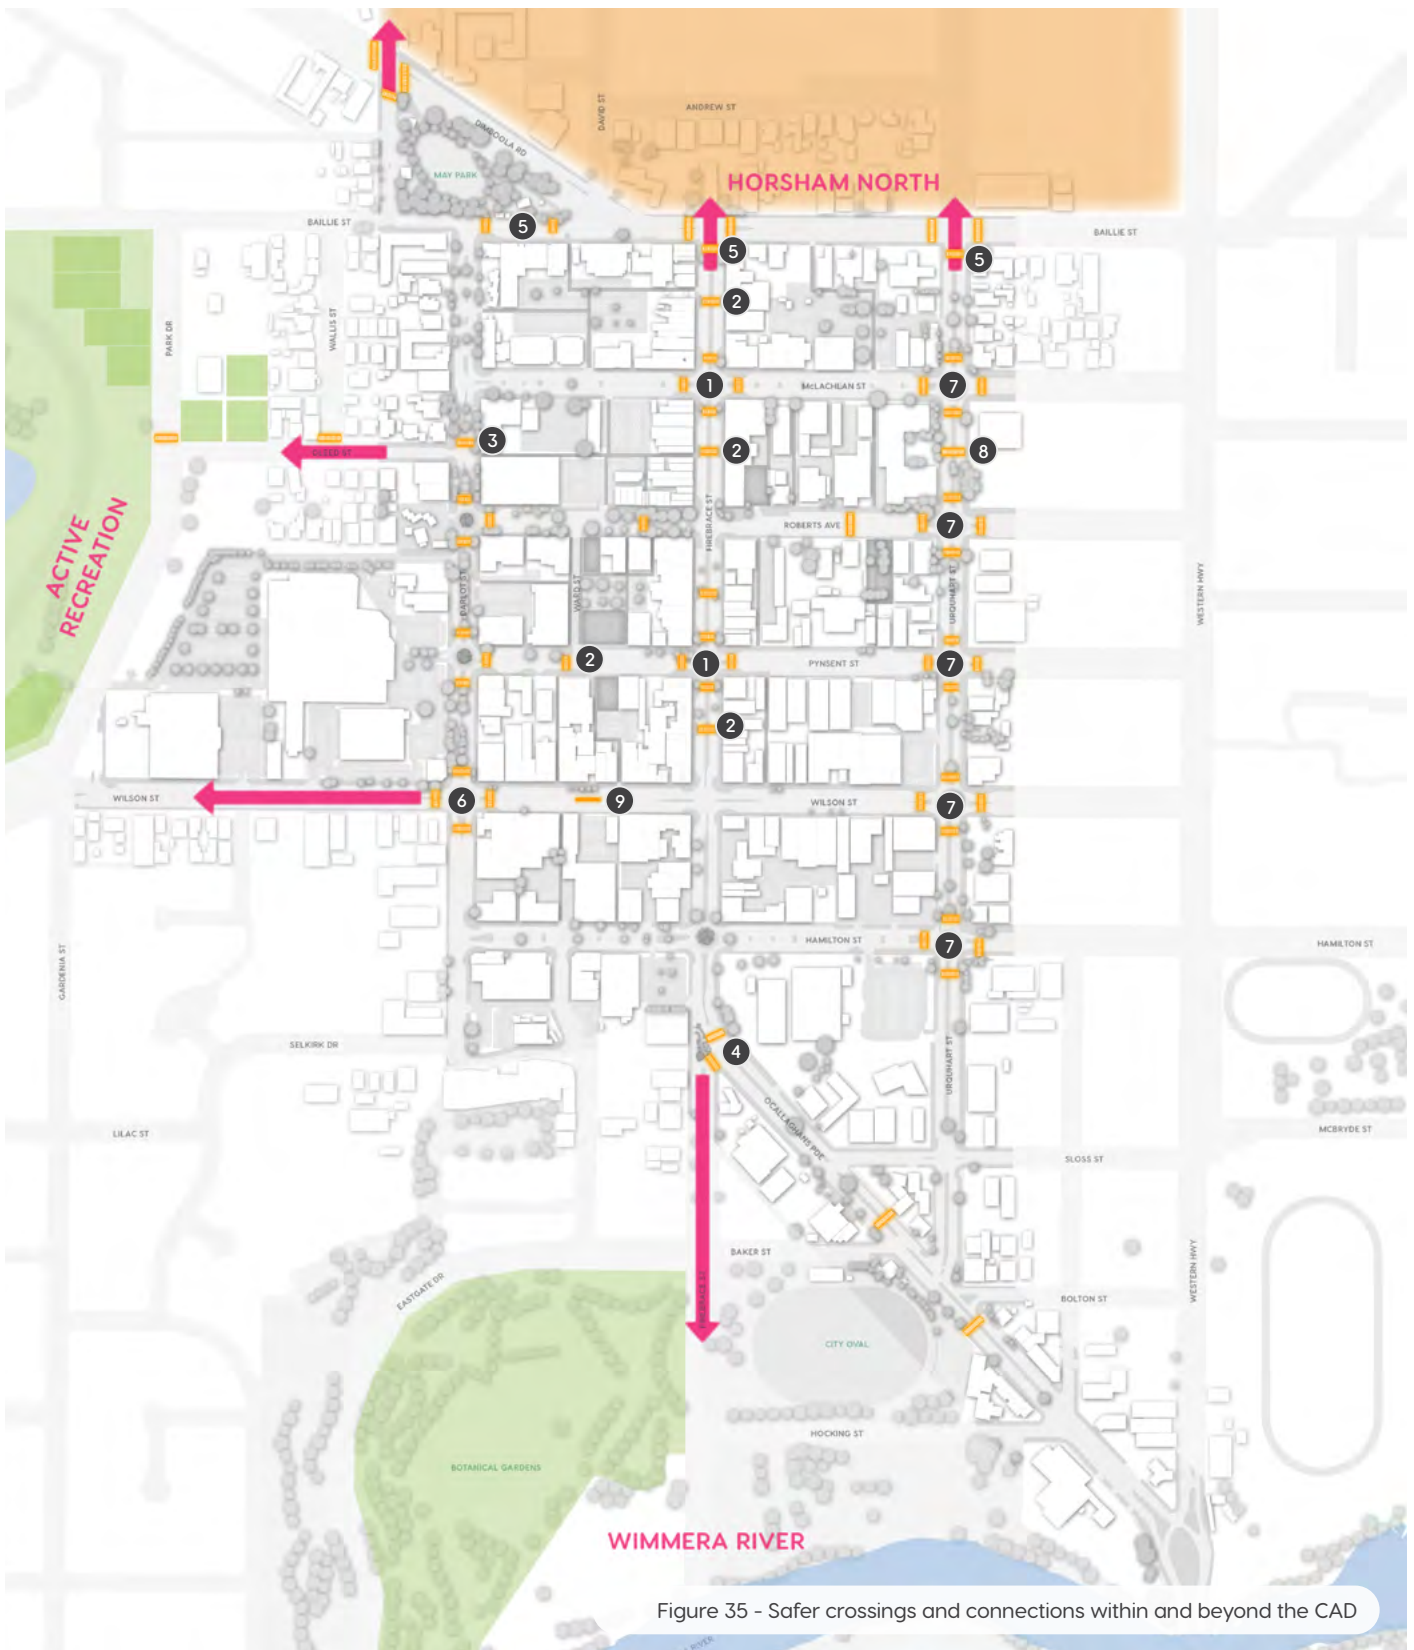 DAVID ST
ANDREW ST
DIMBOOLA RD
MAY PARK
HORSHAM NORTH
BAILLIE ST
5
BAILLIE ST
5
5
2
PARK DR
WALLIS ST
1
McLACHLAN ST
7
3
2
8
FIREBRACE ST
ROBERTS AVE
7
ACTIVE
RECREATION
DARLOT ST
WARD ST
URQUHART ST
WESTERN HWY
2
1
PYNSENT ST
7
2
WILSON ST
6
9
WILSON ST
7
HAMILTON ST
7
HAMILTON ST
GARDENIA ST
SELKIRK DR
4
URQUHART ST
OCALLAGHANS PDE
LILAC ST
MCBRYDE ST
SLOSS ST
BAKER ST
EASTGATE DR
FIREBRACE ST
WESTERN HWY
BOLTON ST
CITY OVAL
HOCKING ST
BOTANICAL GARDENS
WIMMERA RIVER
Figure 35 - Safer crossings and connections within and beyond the CAD
RIVER